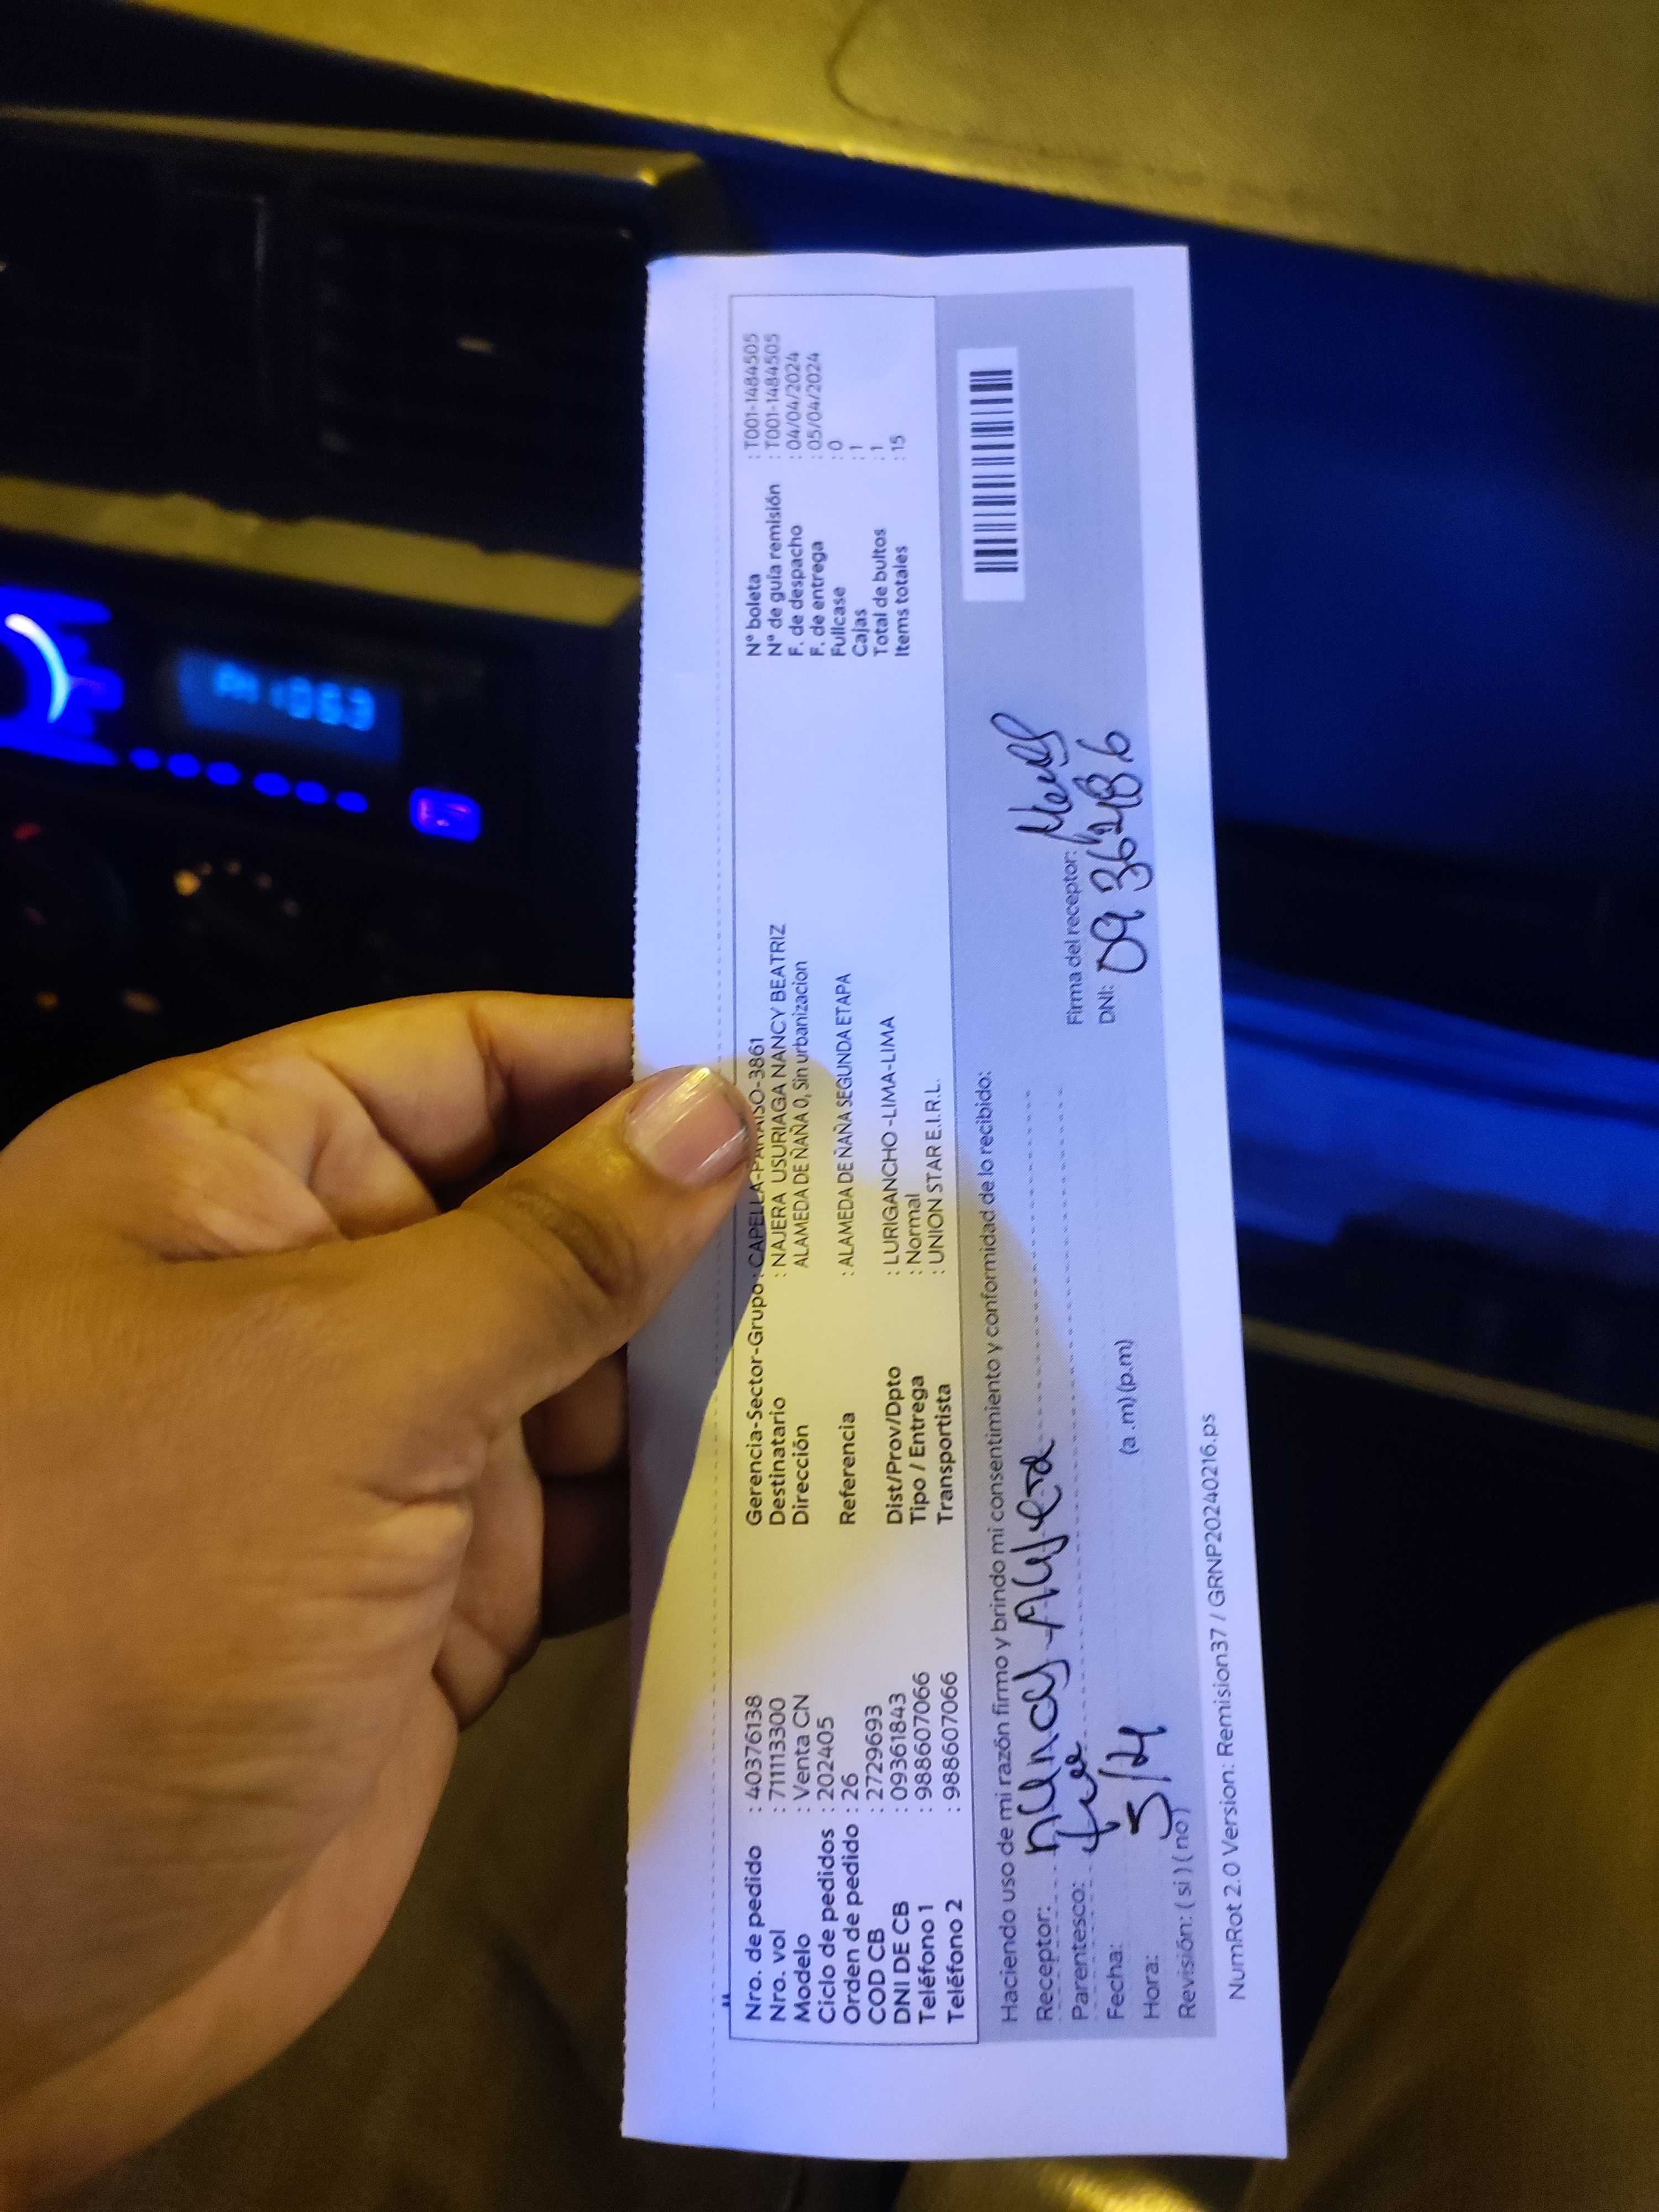 Nro. de pedido : 40376138
Nro. vol : 711113300
Modelo : Venta CN
Ciclo de pedidos : 202405
Orden de pedido : 26
COD CB : 2729693
DNI DE CB : 09361843
Teléfono 1 : 988607066
Teléfono 2 : 988607066
Gerencia-Sector-Grupo : CAPELLA-PARAISO-3861
Destinatario : NAJERA USURIAGA NANCY BEATRIZ
Dirección ALAMEDA DE ÑAÑA 0, Sin urbanizacion
Referencia : ALAMEDA DE ÑAÑA SEGUNDA ETAPA
Dist/Prov/Dpto : LURIGANCHO -LIMA-LIMA
Tipo / Entrega : Normal
Transportista : UNION STAR E.I.R.L.
Nº boleta : T001-1484505
Nº de guía remisión : T001-1484505
F. de despacho : 04/04/2024
F. de entrega : 05/04/2024
Fullcase : 0
Cajas : 1
Total de bultos : 1
Items totales : 15
Haciendo uso de mi razón firmo y brindo mi consentimiento y conformidad de lo recibido:
Receptor:
Parentesco:
Fecha: 5/24
Hora: (a .m) (p.m)
Revisión: ( si ) ( no )
Firma del receptor:
DNI:
NumRot 2.0 Version: Remision37 / GRNP20240216.ps